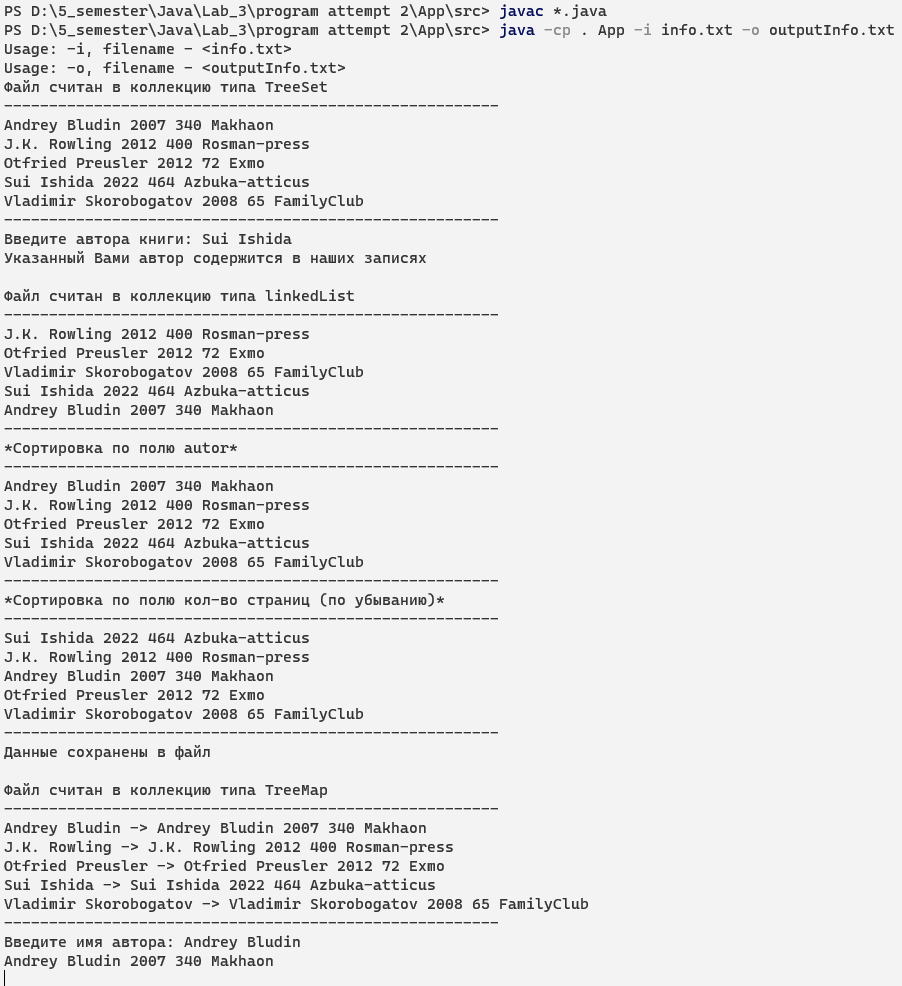 PS D:\5_semester\Java\Lab_3\program attempt 2\App\src> javac *.java
PS D:\5_semester\Java\Lab_3\program attempt 2\App\src> java -cp . App -i info.txt -o outputInfo.txt
Usage: -i, filename - <info.txt>
Usage: -o, filename - <outputInfo.txt>
Файл считан в коллекцию типа TreeSet
-------------------------------------------------------
Andrey Bludin 2007 340 Makhaon
J.K. Rowling 2012 400 Rosman-press
Otfried Preusler 2012 72 Exmo
Sui Ishida 2022 464 Azbuka-atticus
Vladimir Skorobogatov 2008 65 FamilyClub
-------------------------------------------------------
Введите автора книги: Sui Ishida
Указанный Вами автор содержится в наших записях

Файл считан в коллекцию типа linkedList
-------------------------------------------------------
J.K. Rowling 2012 400 Rosman-press
Otfried Preusler 2012 72 Exmo
Vladimir Skorobogatov 2008 65 FamilyClub
Sui Ishida 2022 464 Azbuka-atticus
Andrey Bludin 2007 340 Makhaon
-------------------------------------------------------
*Сортировка по полю autor*
-------------------------------------------------------
Andrey Bludin 2007 340 Makhaon
J.K. Rowling 2012 400 Rosman-press
Otfried Preusler 2012 72 Exmo
Sui Ishida 2022 464 Azbuka-atticus
Vladimir Skorobogatov 2008 65 FamilyClub
-------------------------------------------------------
*Сортировка по полю кол-во страниц (по убыванию)*
-------------------------------------------------------
Sui Ishida 2022 464 Azbuka-atticus
J.K. Rowling 2012 400 Rosman-press
Andrey Bludin 2007 340 Makhaon
Otfried Preusler 2012 72 Exmo
Vladimir Skorobogatov 2008 65 FamilyClub
-------------------------------------------------------
Данные сохранены в файл

Файл считан в коллекцию типа TreeMap
-------------------------------------------------------
Andrey Bludin -> Andrey Bludin 2007 340 Makhaon
J.K. Rowling -> J.K. Rowling 2012 400 Rosman-press
Otfried Preusler -> Otfried Preusler 2012 72 Exmo
Sui Ishida -> Sui Ishida 2022 464 Azbuka-atticus
Vladimir Skorobogatov -> Vladimir Skorobogatov 2008 65 FamilyClub
-------------------------------------------------------
Введите имя автора: Andrey Bludin
Andrey Bludin 2007 340 Makhaon